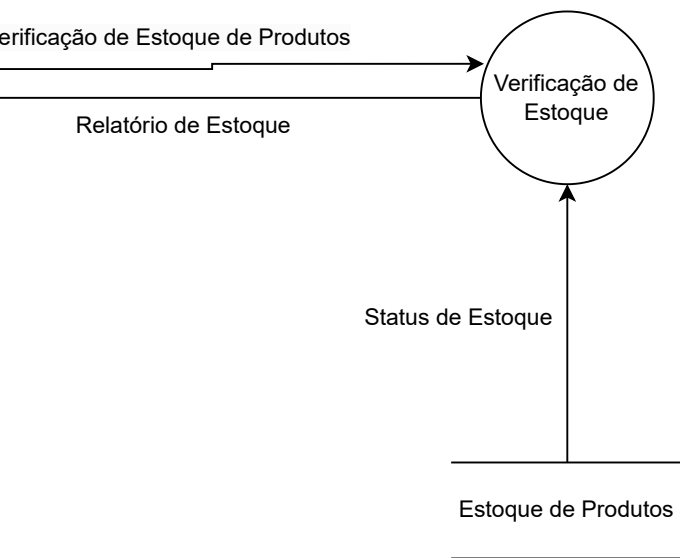 erificação de Estoque de Produtos
Relatório de Estoque
Verificação de
Estoque
Status de Estoque
Estoque de Produtos